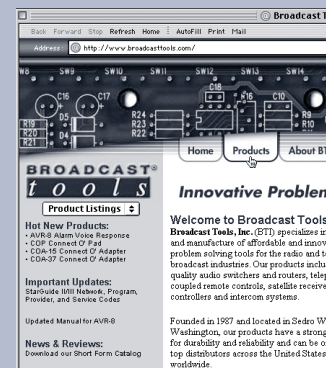 Broadcast T
Back Forward Stop Refresh Home AutoFill Print Mail
Address: http://www.broadcasttools.com/
SW9 SW10 SW11 SW12 SW13 SW14
C16 C17 C18 R16 C10
R19 D5 R24 R9
R20 R23 R10
R21 D4 R22
Home Products About BT
BROADCAST®
tools
Innovative Problem
Product Listings
Hot New Products:
• AVR-8 Alarm Voice Response
• COP Connect O' Pad
• COA-15 Connect O' Adapter
• COA-37 Connect O' Adapter
Important Updates:
StarGuide II/III Network, Program,
Provider, and Service Codes
Updated Manual for AVR-8
News & Reviews:
Download our Short Form Catalog
Welcome to Broadcast Tools
Broadcast Tools, Inc. (BTI) specializes in
and manufacture of affordable and innov
problem solving tools for the radio and te
broadcast industries. Our products inclu
quality audio switchers and routers, telep
coupled remote controls, satellite receive
controllers and intercom systems.
Founded in 1987 and located in Sedro W
Washington, our products have a strong
for durability and reliability and can be o
top distributors across the United States
worldwide.